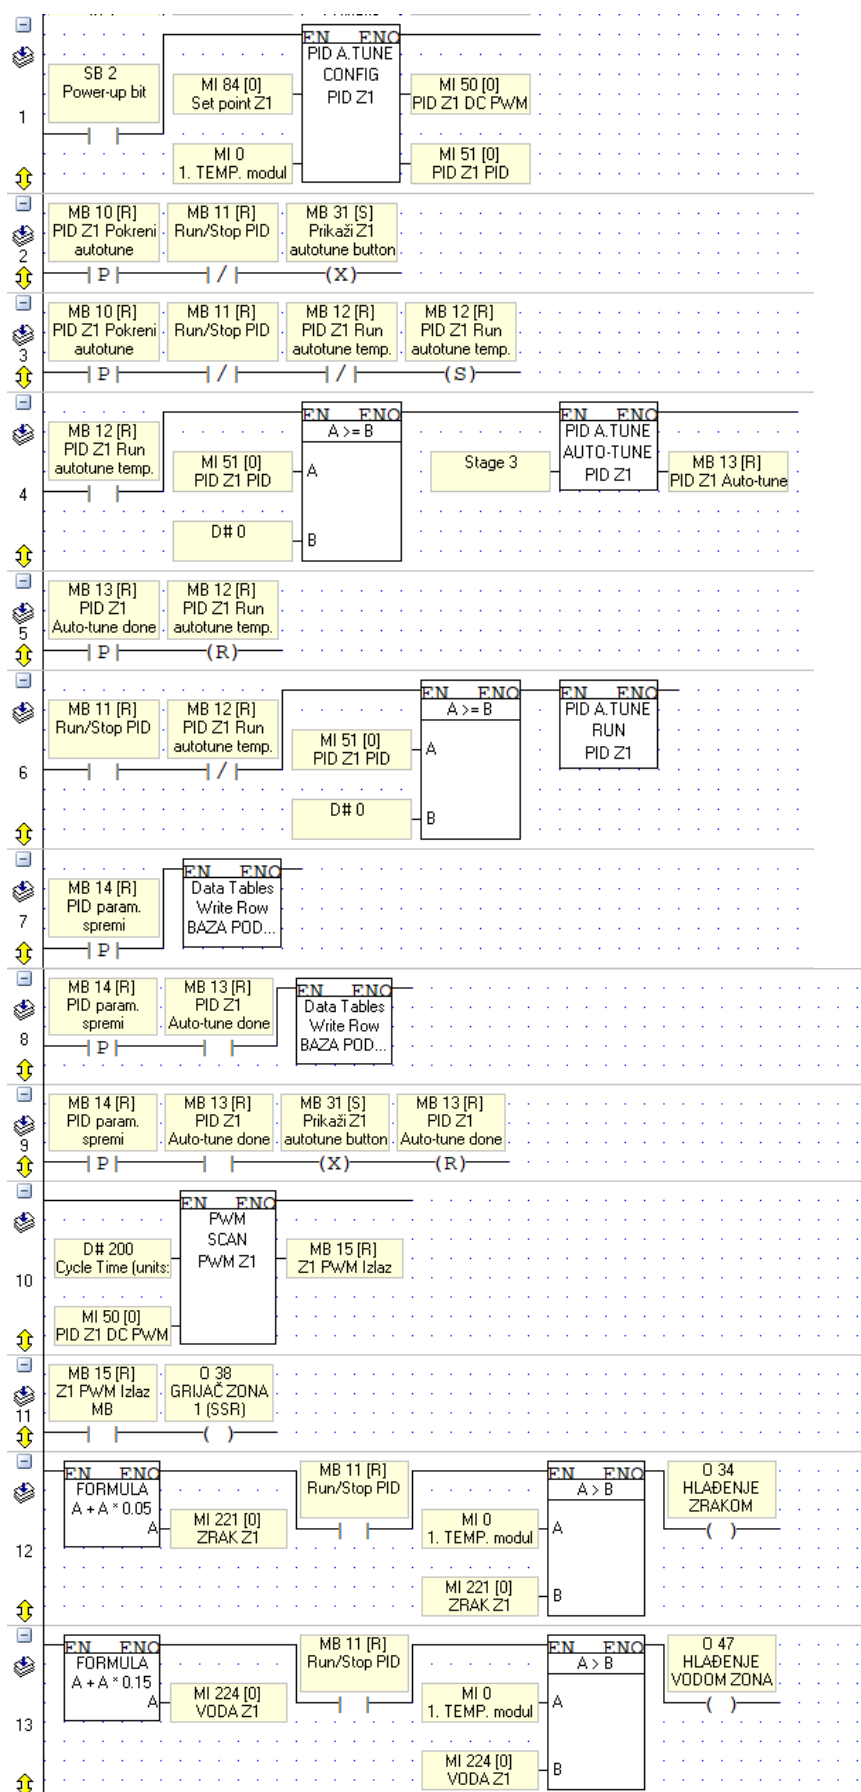 EN ENO
PID A.TUNE
CONFIG
PID Z1
SB 2
Power-up bit
MI 84 [0]
Set point Z1
MI 50 [0]
PID Z1 DC PWM
1
MI 0
1. TEMP. modul
MI 51 [0]
PID Z1 PID
MB 10 [R]
PID Z1 Pokreni
autotune
MB 11 [R]
Run/Stop PID
MB 31 [S]
Prikaži Z1
autotune button
2
P
/
(X)
MB 10 [R]
PID Z1 Pokreni
autotune
MB 11 [R]
Run/Stop PID
MB 12 [R]
PID Z1 Run
autotune temp.
MB 12 [R]
PID Z1 Run
autotune temp.
3
P
/
/
(S)
EN ENO
A >= B
EN ENO
PID A.TUNE
AUTO-TUNE
PID Z1
MB 12 [R]
PID Z1 Run
autotune temp.
MI 51 [0]
PID Z1 PID
A
Stage 3
MB 13 [R]
PID Z1 Auto-tune
4
D# 0
B
MB 13 [R]
PID Z1
Auto-tune done
MB 12 [R]
PID Z1 Run
autotune temp.
5
P
(R)
EN ENO
A >= B
EN ENO
PID A.TUNE
RUN
PID Z1
MB 11 [R]
Run/Stop PID
MB 12 [R]
PID Z1 Run
autotune temp.
MI 51 [0]
PID Z1 PID
A
6
/
D# 0
B
EN ENO
Data Tables
Write Row
BAZA POD...
MB 14 [R]
PID param.
spremi
7
P
MB 14 [R]
PID param.
spremi
MB 13 [R]
PID Z1
Auto-tune done
EN ENO
Data Tables
Write Row
BAZA POD...
8
P
MB 14 [R]
PID param.
spremi
MB 13 [R]
PID Z1
Auto-tune done
MB 31 [S]
Prikaži Z1
autotune button
MB 13 [R]
PID Z1
Auto-tune done
9
P
(X)
(R)
EN ENO
PWM
SCAN
PWM Z1
D# 200
Cycle Time (units:
MB 15 [R]
Z1 PWM Izlaz
10
MI 50 [0]
PID Z1 DC PWM
MB 15 [R]
Z1 PWM Izlaz
MB
O 38
GRIJAČ ZONA
1 (SSR)
11
( )
EN ENO
FORMULA
A + A * 0.05
A
MI 221 [0]
ZRAK Z1
MB 11 [R]
Run/Stop PID
EN ENO
A > B
MI 0
1. TEMP. modul
A
O 34
HLAĐENJE
ZRAKOM
( )
12
MI 221 [0]
ZRAK Z1
B
EN ENO
FORMULA
A + A * 0.15
A
MI 224 [0]
VODA Z1
MB 11 [R]
Run/Stop PID
EN ENO
A > B
MI 0
1. TEMP. modul
A
O 47
HLAĐENJE
VODOM ZONA
( )
13
MI 224 [0]
VODA Z1
B